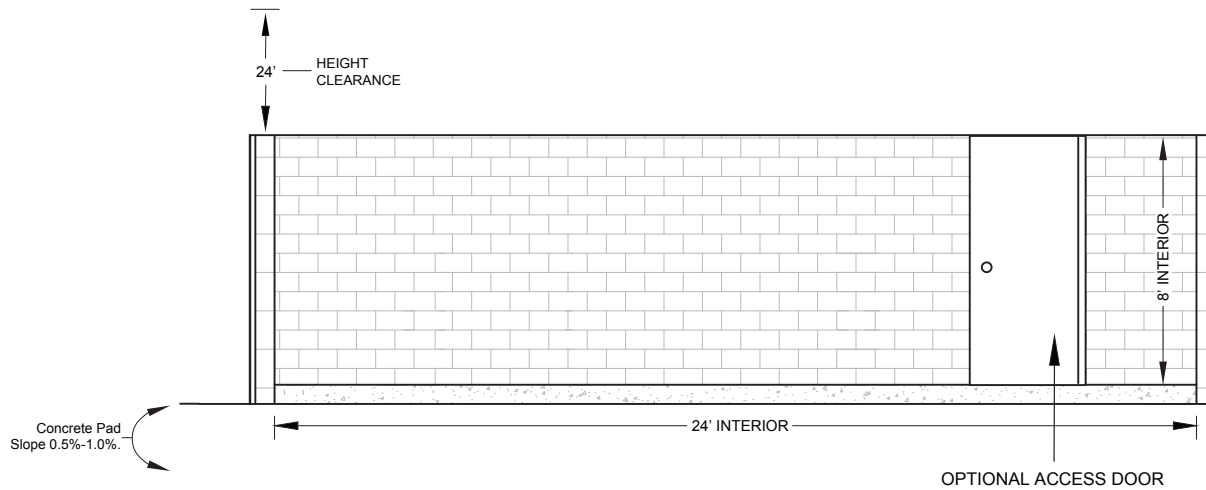 24’
HEIGHT
CLEARANCE
8’ INTERIOR
24’ INTERIOR
Concrete Pad
Slope 0.5%-1.0%.
OPTIONAL ACCESS DOOR